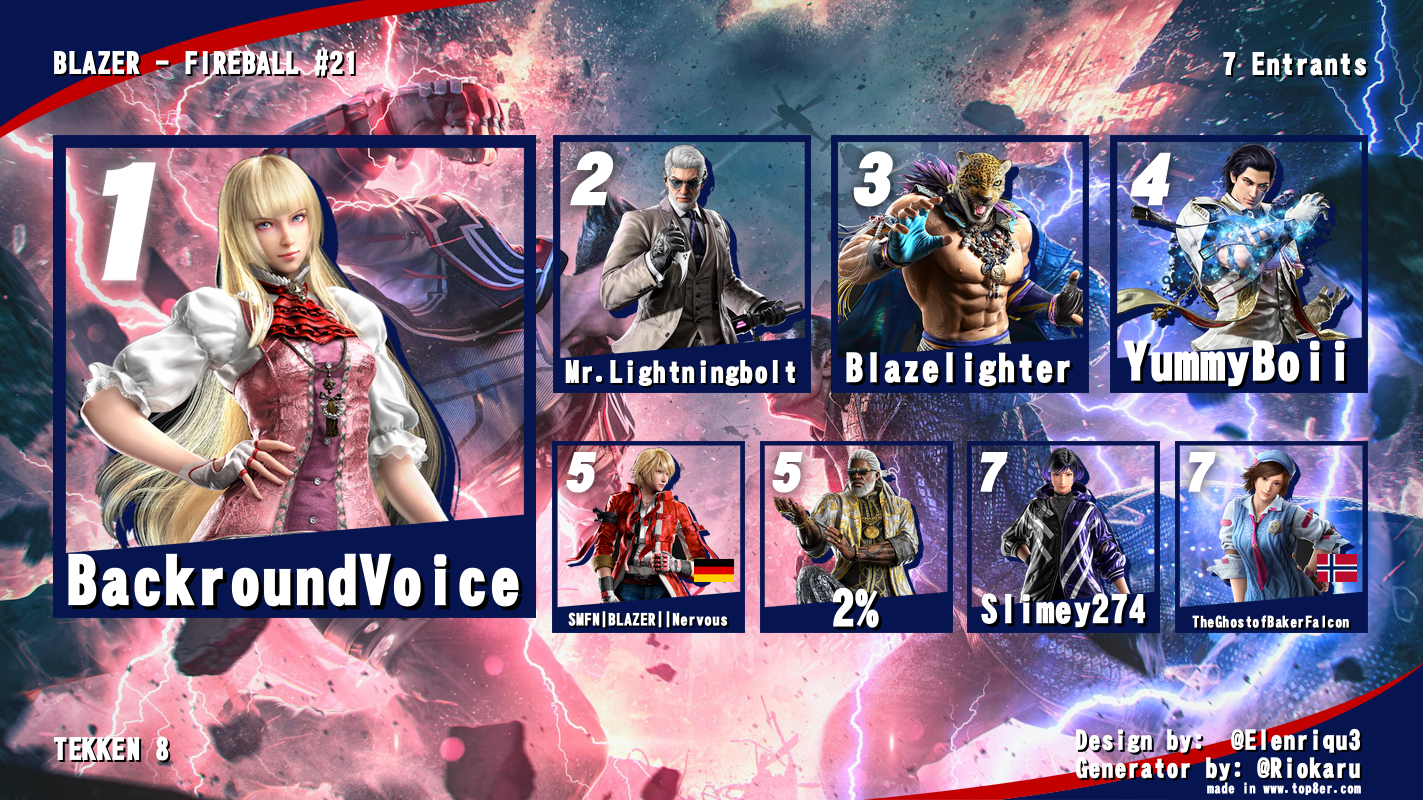 BLAZER - FIREBALL #21
7 Entrants
1
BackroundVoice
2
Mr.Lightningbolt
3
Blazelighter
4
YummyBoii
5
SMFN|BLAZER||Nervous
5
2%
7
Slimey274
7
TheGhostofBakerFalcon
TEKKEN 8
Design by: @Elenriqu3
Generator by: @Riokaru
made in www.top8er.com